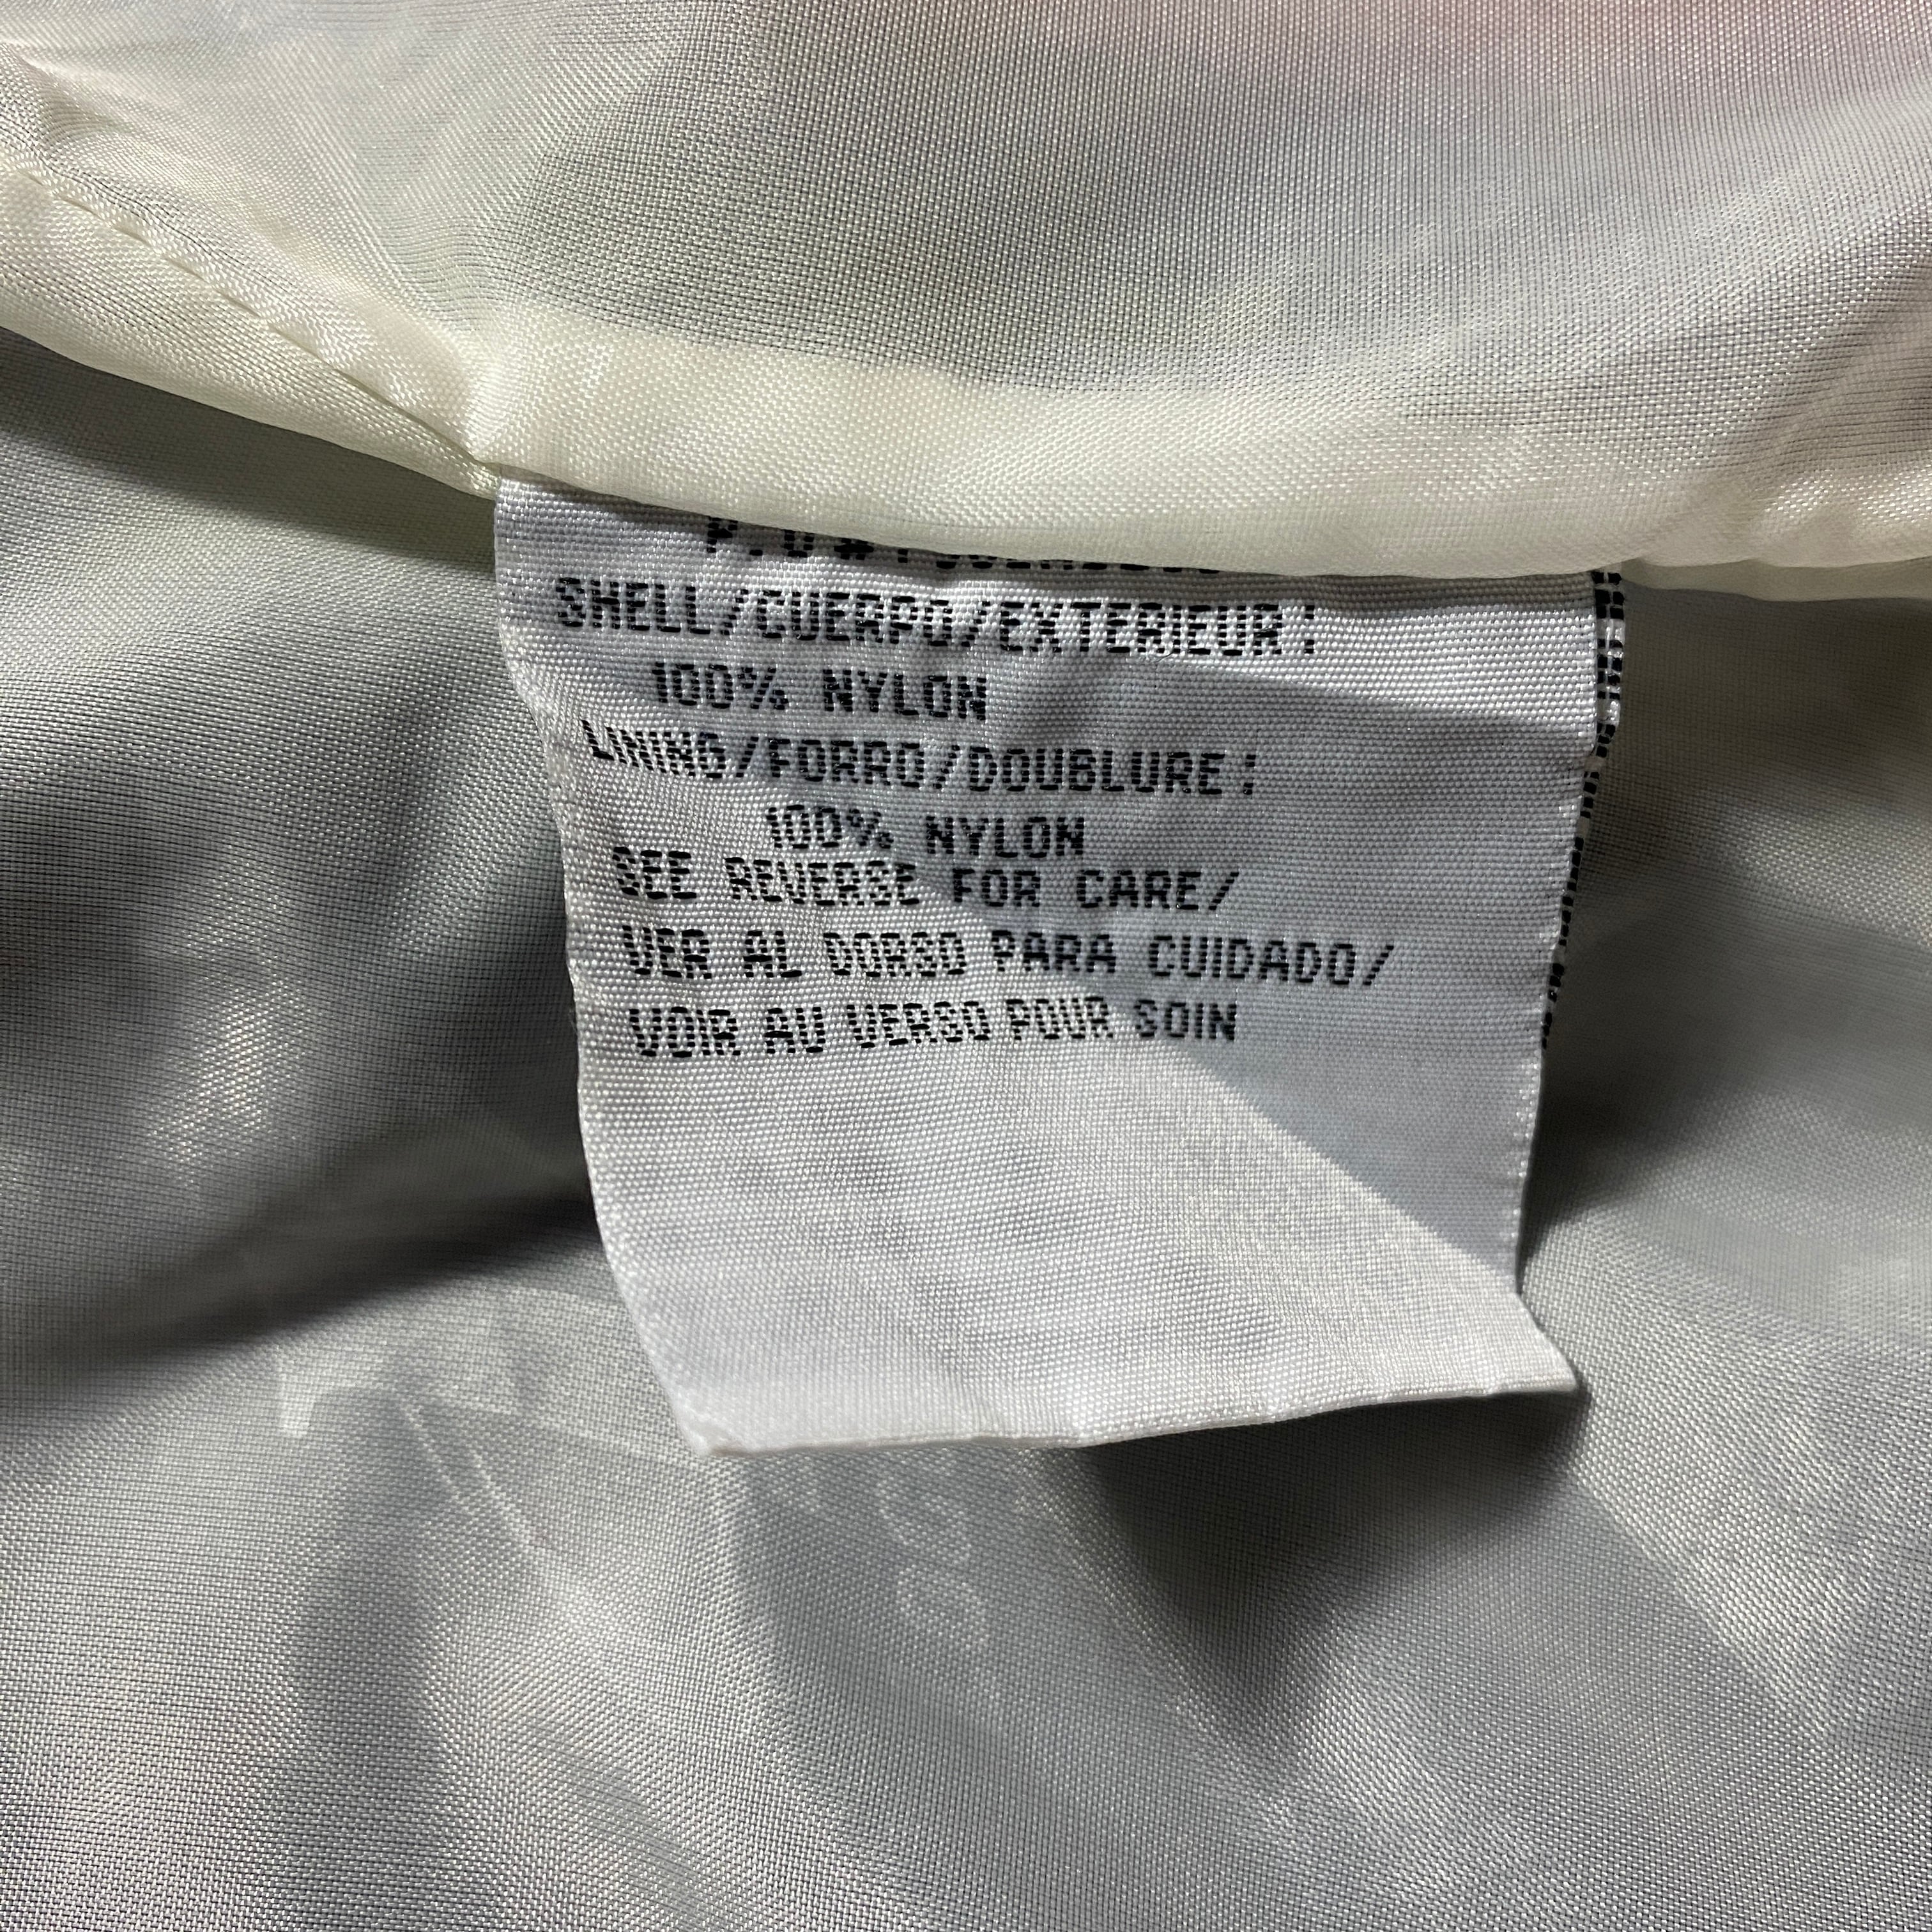 SHELL/CUERPO/EXTERIEUR:
100% NYLON
LINING/FORRO/DOUBLURE:
100% NYLON
SEE REVERSE FOR CARE/
VER AL DORSO PARA CUIDADO/
VOIR AU VERSO POUR SOIN